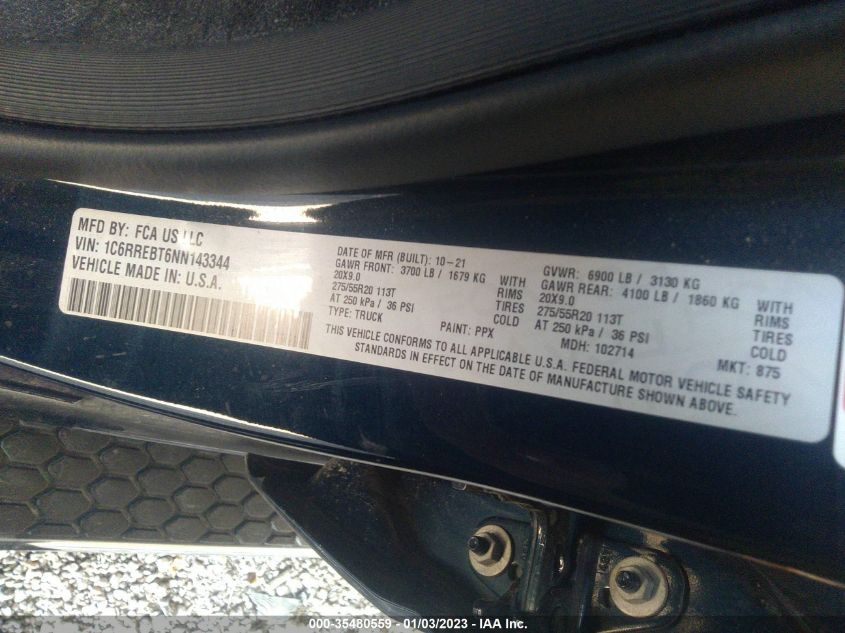 MFD BY: FCA US LLC
VIN: 1C6RREBT6NN143344
VEHICLE MADE IN: U.S.A.
DATE OF MFR (BUILT): 10-21
GAWR FRONT: 3700 LB / 1679 KG WITH
20X9.0 RIMS
275/55R20 113T TIRES
AT 250 kPa / 36 PSI COLD
TYPE: TRUCK PAINT: PPX
GVWR: 6900 LB / 3130 KG
GAWR REAR: 4100 LB / 1860 KG WITH
20X9.0 RIMS
275/55R20 113T TIRES
AT 250 kPa / 36 PSI COLD
MDH: 102714 MKT: 875
THIS VEHICLE CONFORMS TO ALL APPLICABLE U.S.A. FEDERAL MOTOR VEHICLE SAFETY
STANDARDS IN EFFECT ON THE DATE OF MANUFACTURE SHOWN ABOVE.
000-35480559 - 01/03/2023 - IAA Inc.